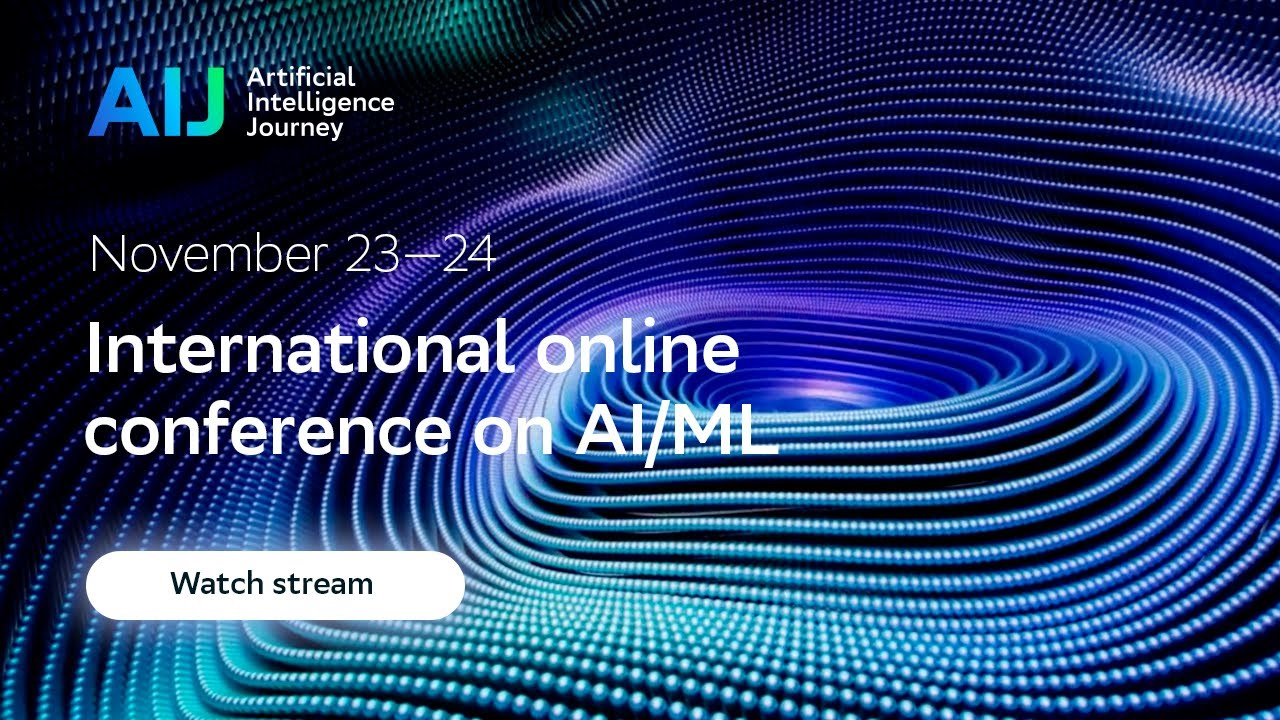 AIJ
Artificial
Intelligence
Journey
November 23—24
International online
conference on AI/ML
Watch stream